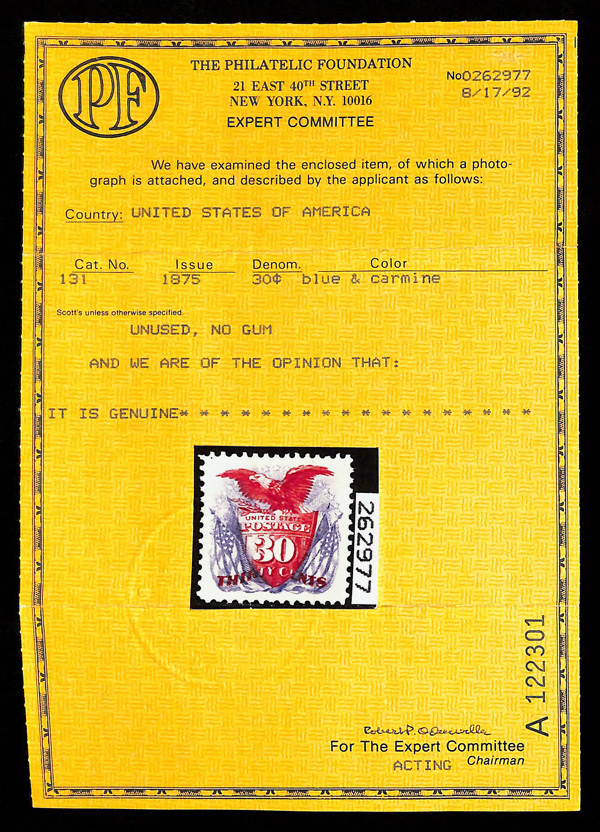 PF
THE PHILATELIC FOUNDATION
21 EAST 40TH STREET
NEW YORK, N.Y. 10016
EXPERT COMMITTEE
No0262977
8/17/92
We have examined the enclosed item, of which a photo-
graph is attached, and described by the applicant as follows:
Country: UNITED STATES OF AMERICA
Cat. No. Issue Denom. Color
131 1875 30¢ blue & carmine
Scott's unless otherwise specified.
UNUSED, NO GUM
AND WE ARE OF THE OPINION THAT:
IT IS GENUINE* * * * * * * * * * * * * * * * * *
UNITED STATES
POSTAGE
30
THIRTY CENTS
262977
A 122301
For The Expert Committee
ACTING Chairman